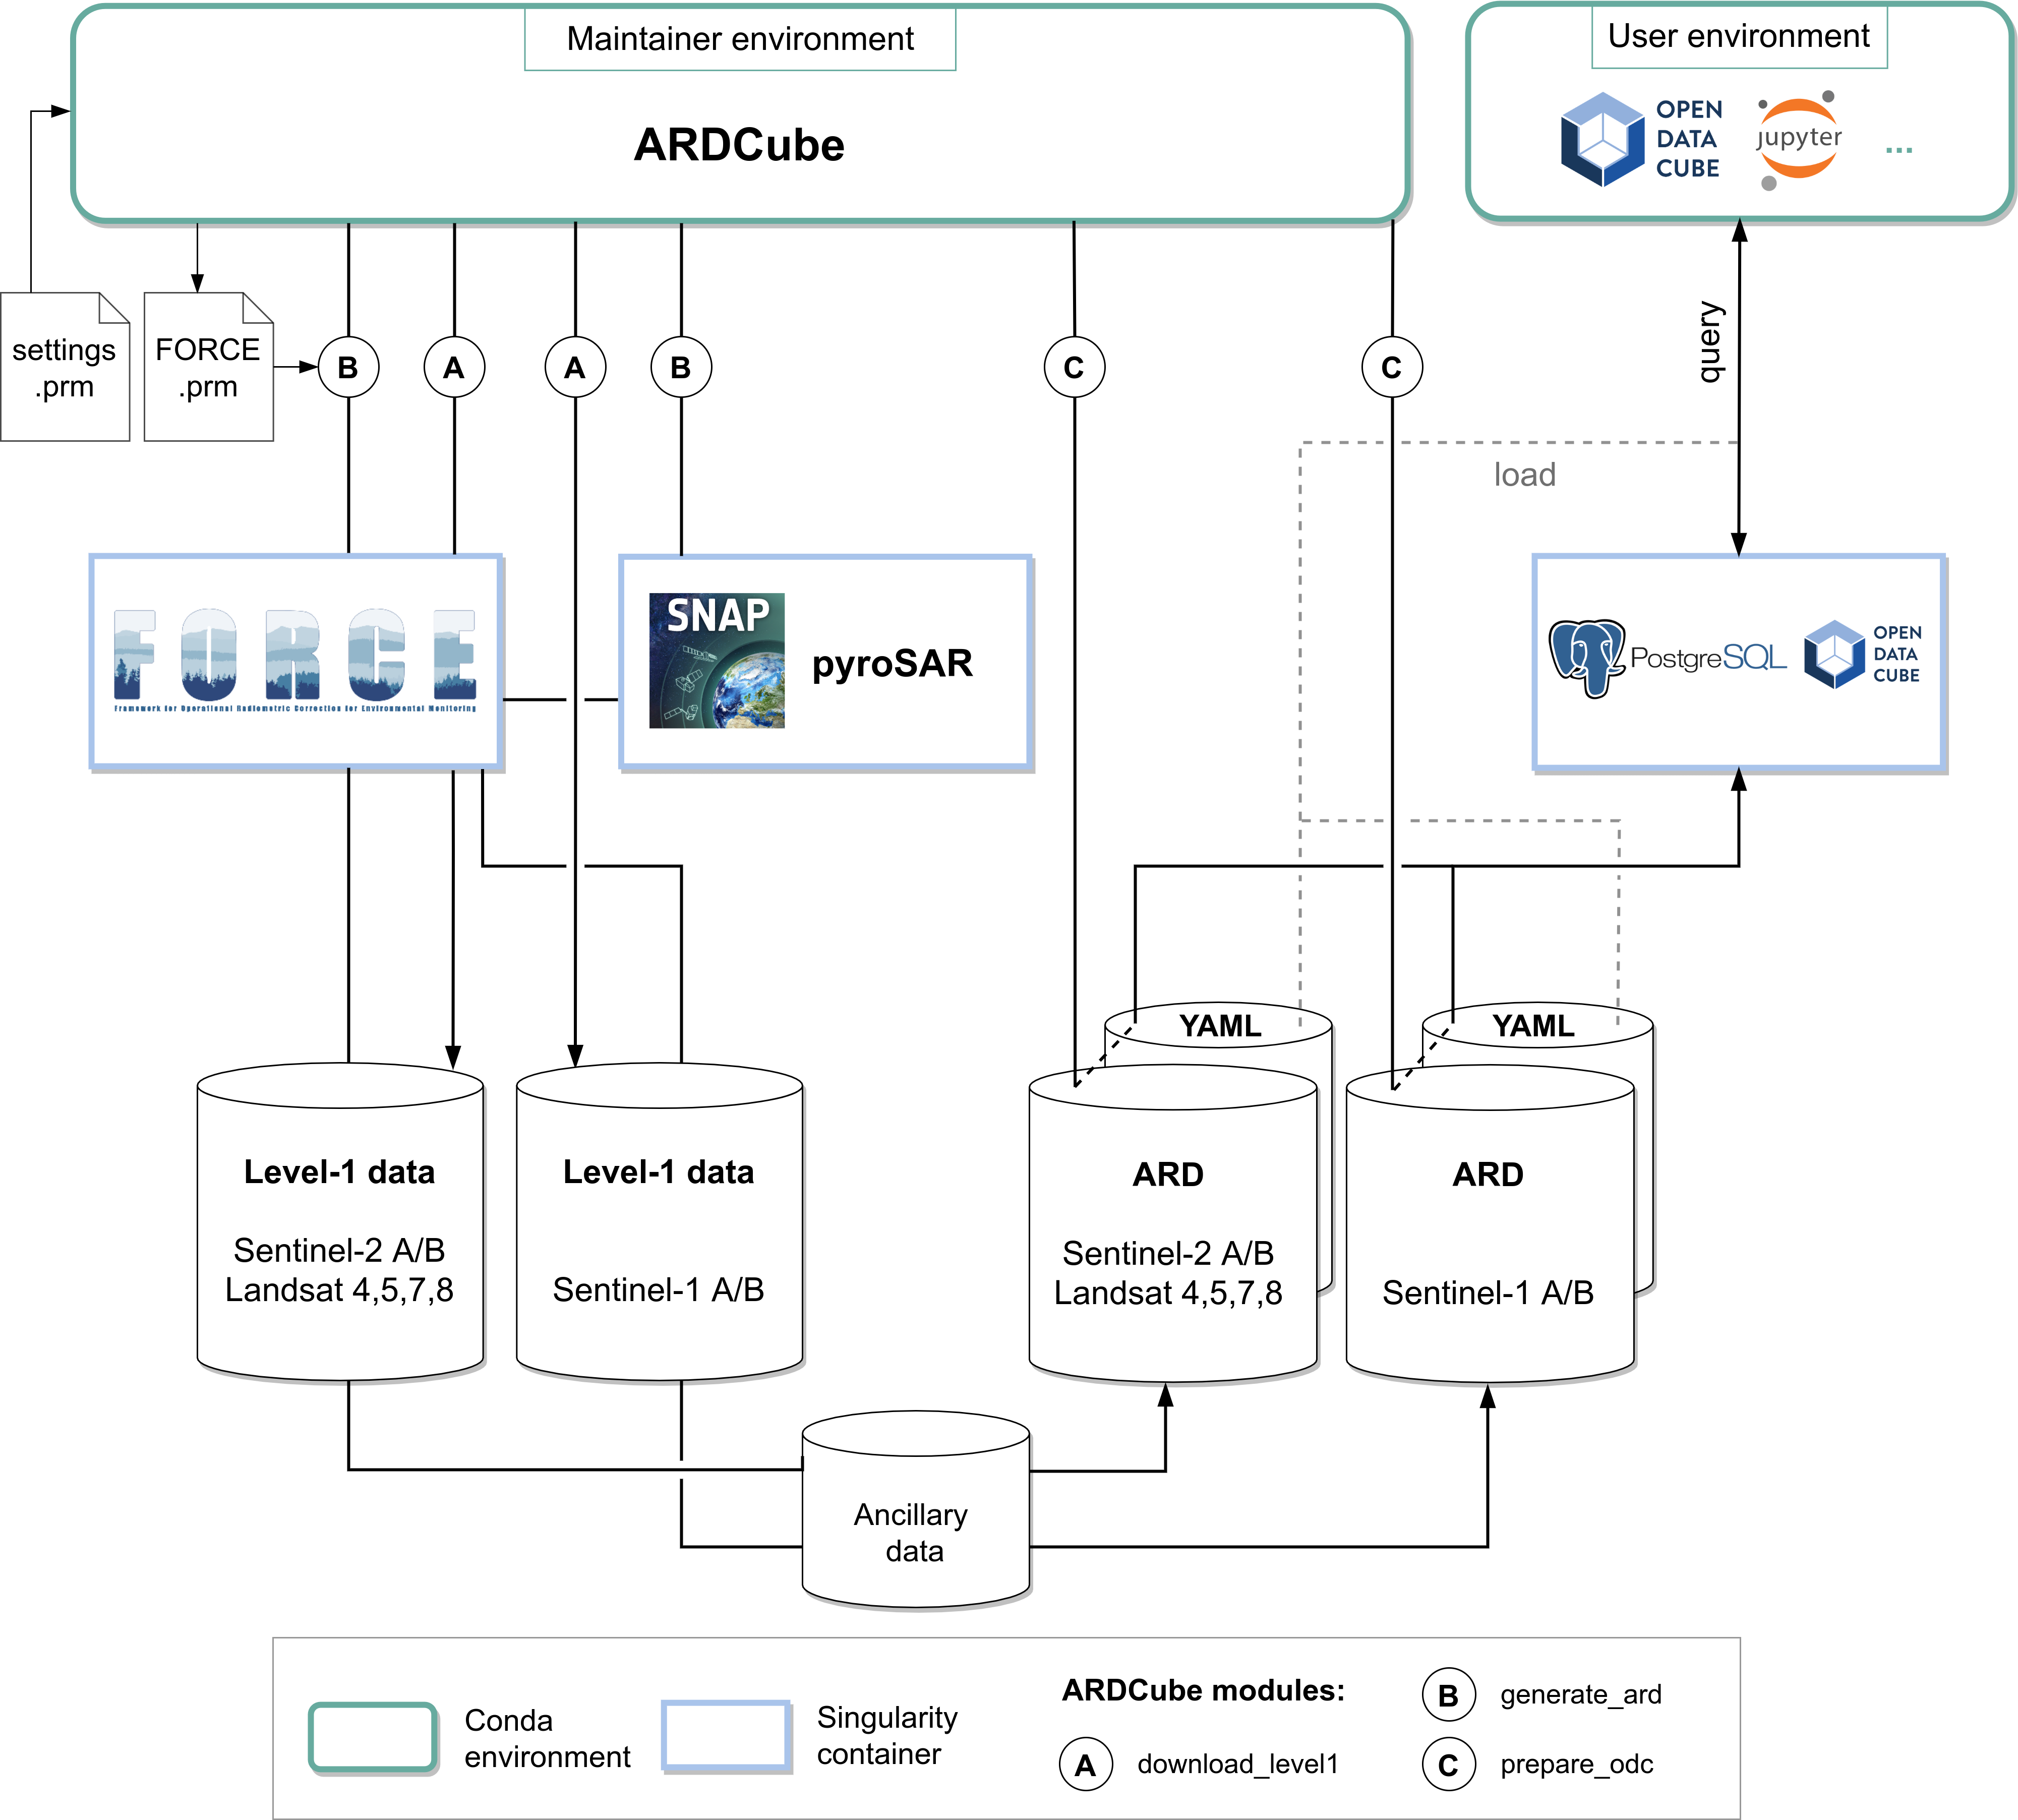 Maintainer environment
ARDCube
User environment
OPEN
DATA
CUBE
jupyter
...
settings
.prm
FORCE
.prm
B
A
A
B
C
C
query
load
FORCE
Framework for Operational Radiometric Correction for Environmental Monitoring
SNAP
pyroSAR
PostgreSQL
OPEN
DATA
CUBE
YAML
YAML
Level-1 data
Sentinel-2 A/B
Landsat 4,5,7,8
Level-1 data
Sentinel-1 A/B
ARD
Sentinel-2 A/B
Landsat 4,5,7,8
ARD
Sentinel-1 A/B
Ancillary
data
Conda
environment
Singularity
container
ARDCube modules:
A download_level1
B generate_ard
C prepare_odc